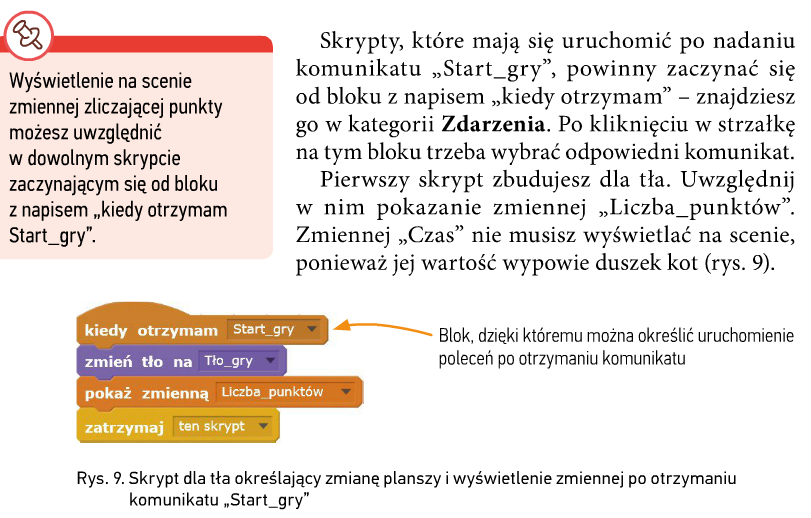 Wyświetlenie na scenie
zmiennej zliczającej punkty
możesz uwzględnić
w dowolnym skrypcie
zaczynającym się od bloku
z napisem „kiedy otrzymam
Start_gry”.
Skrypty, które mają się uruchomić po nadaniu
komunikatu „Start_gry”, powinny zaczynać się
od bloku z napisem „kiedy otrzymam” – znajdziesz
go w kategorii Zdarzenia. Po kliknięciu w strzałkę
na tym bloku trzeba wybrać odpowiedni komunikat.
Pierwszy skrypt zbudujesz dla tła. Uwzględnij
w nim pokazanie zmiennej „Liczba_punktów”.
Zmiennej „Czas” nie musisz wyświetlać na scenie,
ponieważ jej wartość wypowie duszek kot (rys. 9).
kiedy otrzymam Start_gry
zmień tło na Tło_gry
pokaż zmienną Liczba_punktów
zatrzymaj ten skrypt
Blok, dzięki któremu można określić uruchomienie
poleceń po otrzymaniu komunikatu
Rys. 9. Skrypt dla tła określający zmianę planszy i wyświetlenie zmiennej po otrzymaniu
komunikatu „Start_gry”